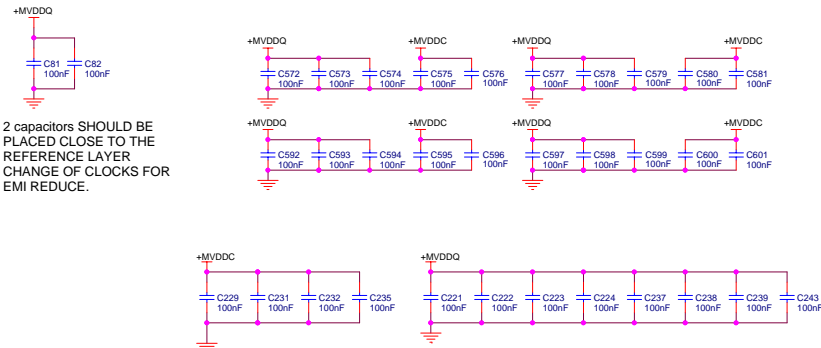 +MVDDQ
C81
100nF
C82
100nF
2 capacitors SHOULD BE
PLACED CLOSE TO THE
REFERENCE LAYER
CHANGE OF CLOCKS FOR
EMI REDUCE.
+MVDDQ
+MVDDC
+MVDDQ
+MVDDC
C572
100nF
C573
100nF
C574
100nF
C575
100nF
C576
100nF
C577
100nF
C578
100nF
C579
100nF
C580
100nF
C581
100nF
+MVDDQ
+MVDDC
+MVDDQ
+MVDDC
C592
100nF
C593
100nF
C594
100nF
C595
100nF
C596
100nF
C597
100nF
C598
100nF
C599
100nF
C600
100nF
C601
100nF
+MVDDC
C229
100nF
C231
100nF
C232
100nF
C235
100nF
+MVDDQ
C221
100nF
C222
100nF
C223
100nF
C224
100nF
C237
100nF
C238
100nF
C239
100nF
C243
100nF